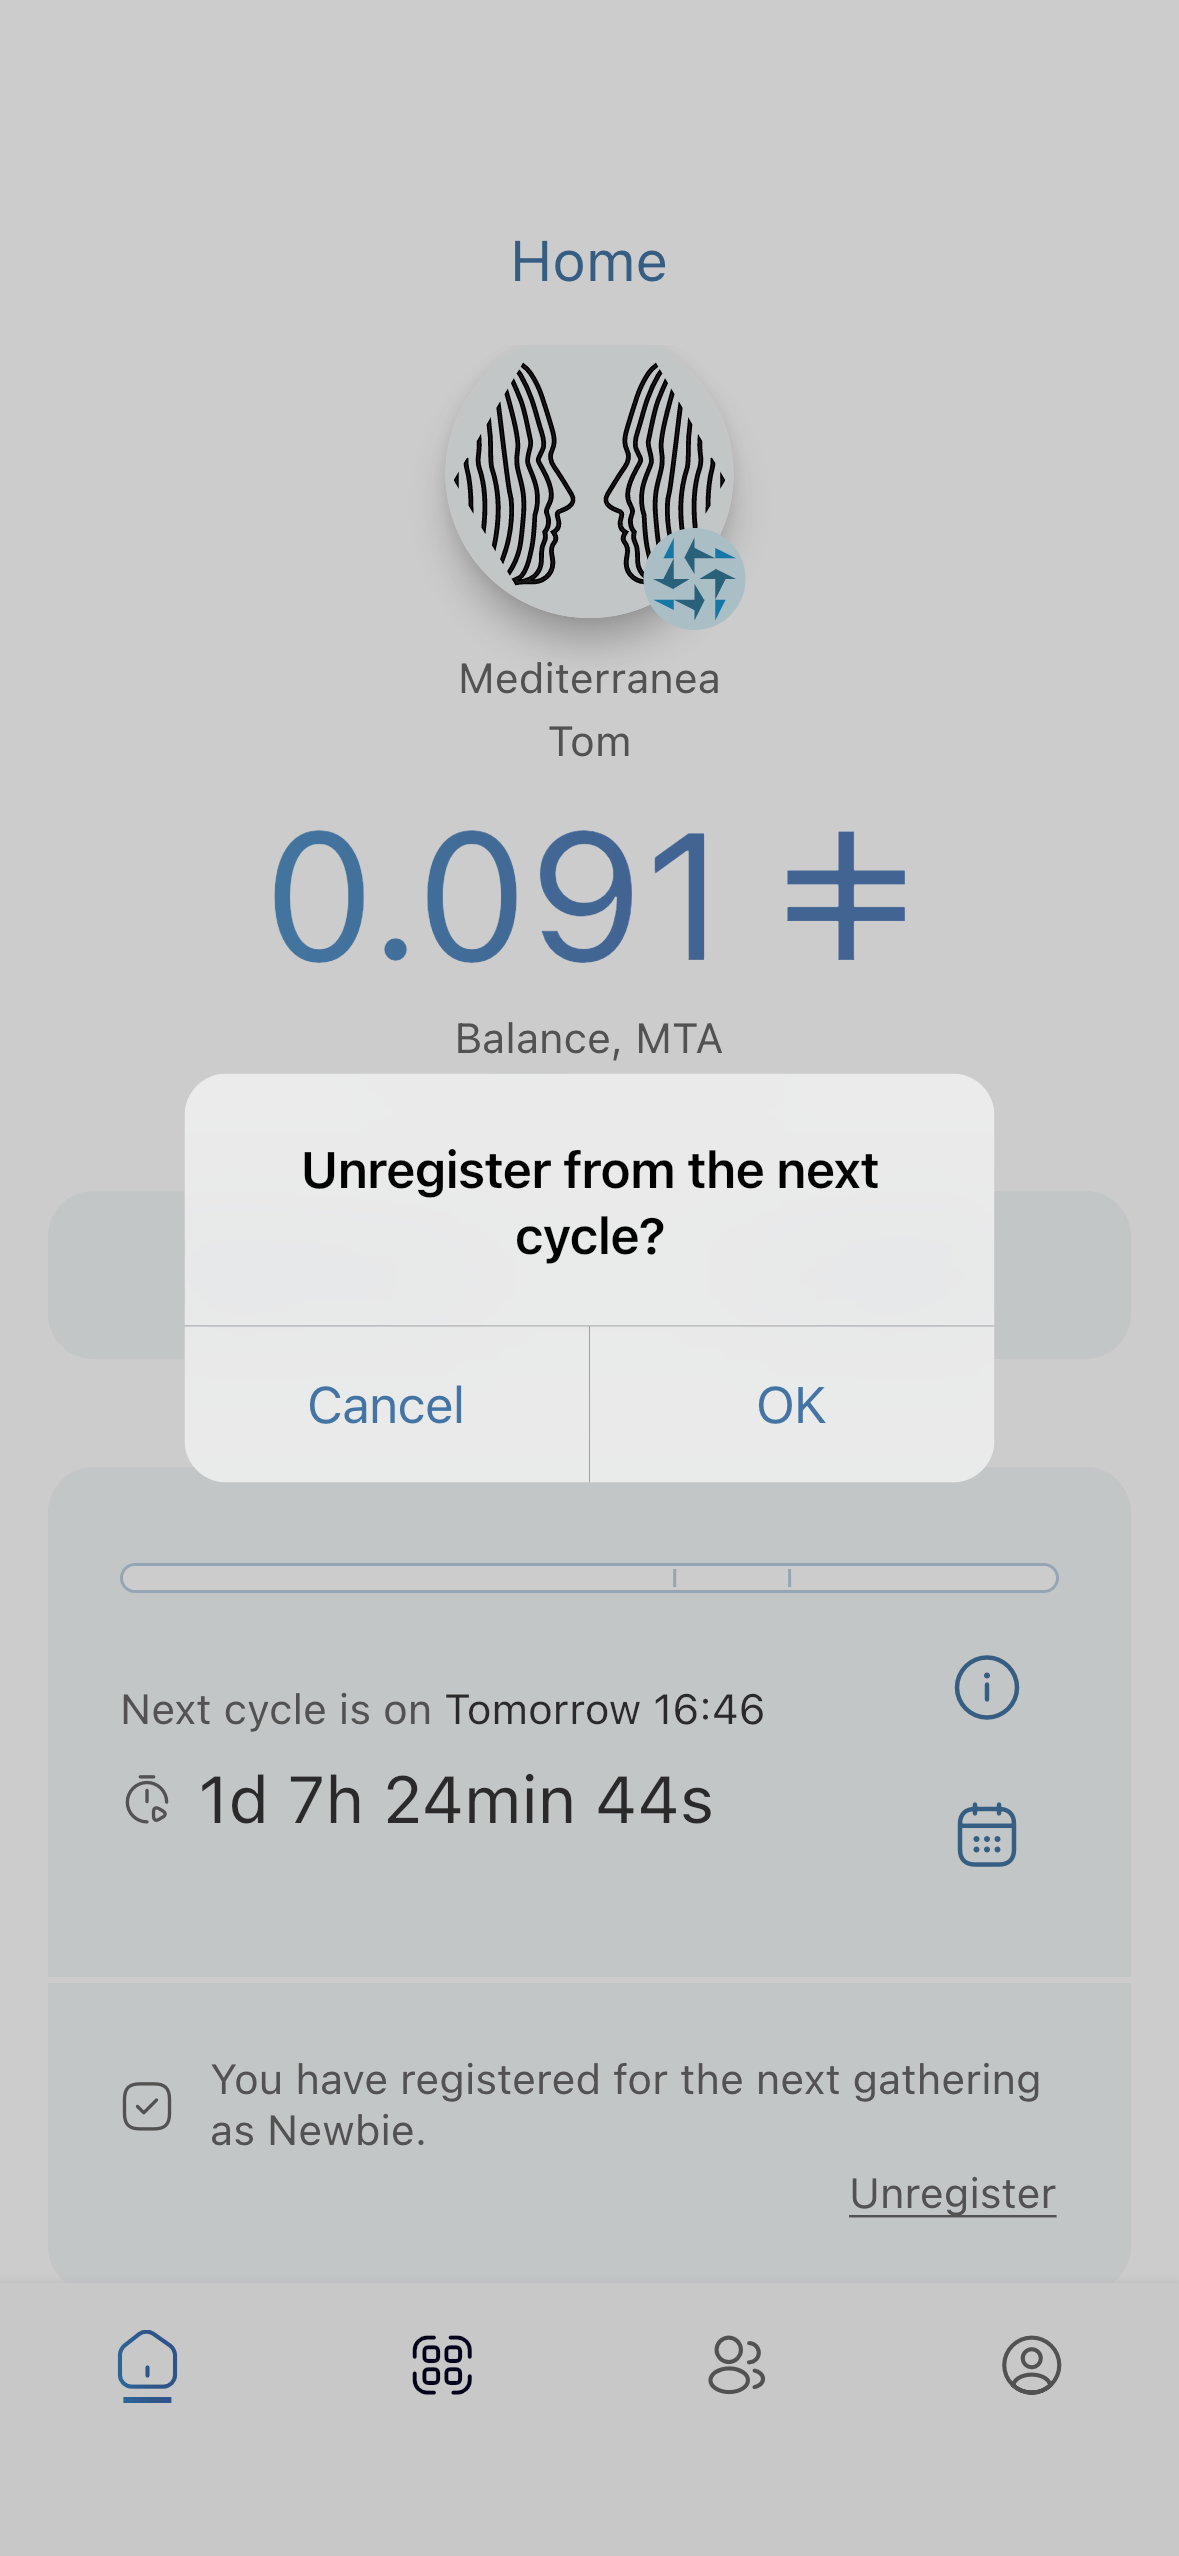 Home
Mediterranea
Tom
0.091 ⧧
Balance, MTA
Unregister from the next
cycle?
Cancel
OK
Next cycle is on Tomorrow 16:46
1d 7h 24min 44s
You have registered for the next gathering
as Newbie.
Unregister